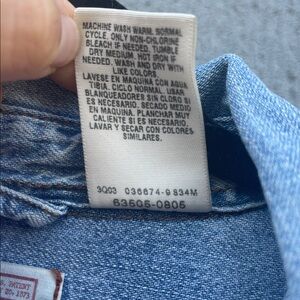 MACHINE WASH WARM, NORMAL
CYCLE. ONLY NON-CHLORINE
BLEACH IF NEEDED. TUMBLE
DRY MEDIUM. HOT IRON IF
NEEDED. WASH AND DRY WITH
LIKE COLORS.
LAVESE EN MAQUINA CON AGUA
TIBIA. CICLO NORMAL. USAR
BLANQUEADORES SIN CLORO SI
ES NECESARIO. SECADO MEDIO
EN MAQUINA. PLANCHAR MUY
CALIENTE SI ES NECESARIO.
LAVAR Y SECAR CON COLORES
SIMILARES.
3Q03 036674-9 834M
63606-0806
PATENT
1873